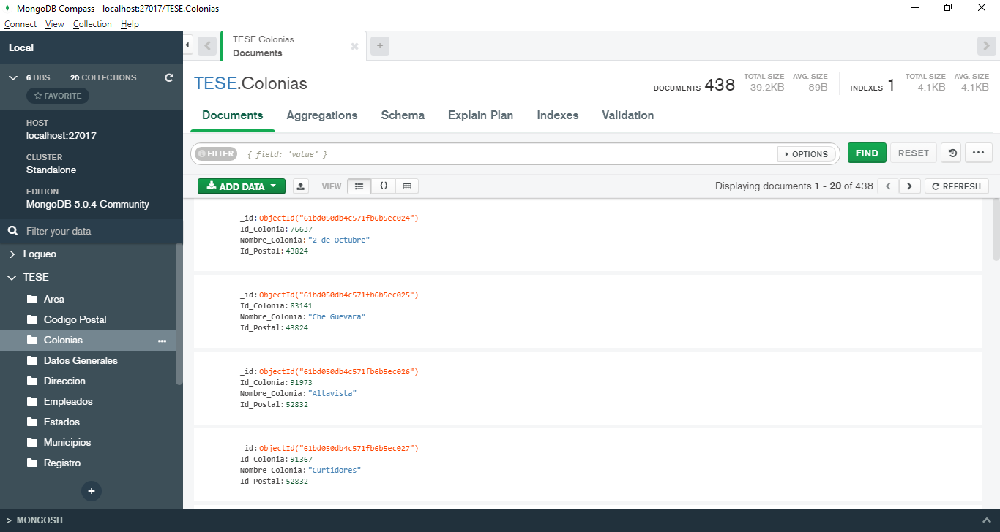 MongoDB Compass - localhost:27017/TESE.Colonias
Connect View Collection Help
Local
6 DBS 20 COLLECTIONS
FAVORITE
HOST
localhost:27017
CLUSTER
Standalone
EDITION
MongoDB 5.0.4 Community
Filter your data
Logueo
TESE
Area
Codigo Postal
Colonias
Datos Generales
Direccion
Empleados
Estados
Municipios
Registro
+
TESE.Colonias
Documents
+
TESE.Colonias
DOCUMENTS 438 TOTAL SIZE 39.2KB AVG. SIZE 89B INDEXES 1 TOTAL SIZE 4.1KB AVG. SIZE 4.1KB
Documents Aggregations Schema Explain Plan Indexes Validation
FILTER { field: 'value' } OPTIONS FIND RESET ...
ADD DATA VIEW {} Displaying documents 1 - 20 of 438 REFRESH
_id: ObjectId("61bd050db4c571fb6b5ec024")
Id_Colonia: 76637
Nombre_Colonia: "2 de Octubre"
Id_Postal: 43824
_id: ObjectId("61bd050db4c571fb6b5ec025")
Id_Colonia: 83141
Nombre_Colonia: "Che Guevara"
Id_Postal: 43824
_id: ObjectId("61bd050db4c571fb6b5ec026")
Id_Colonia: 91973
Nombre_Colonia: "Altavista"
Id_Postal: 52832
_id: ObjectId("61bd050db4c571fb6b5ec027")
Id_Colonia: 91367
Nombre_Colonia: "Curtidores"
Id_Postal: 52832
>_MONGOSH